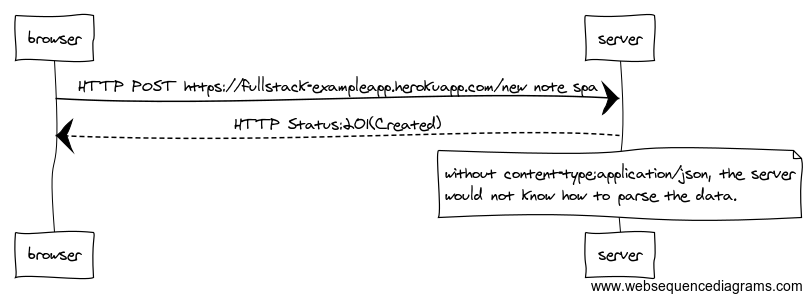 browser
server
HTTP POST https://fullstack-exampleapp.herokuapp.com/new note spa
HTTP Status:201(Created)
without content-type:application/json, the server
would not know how to parse the data.
browser
server
www.websequencediagrams.com